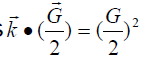 s k⃗ • (G⃗/2) = (G/2)²